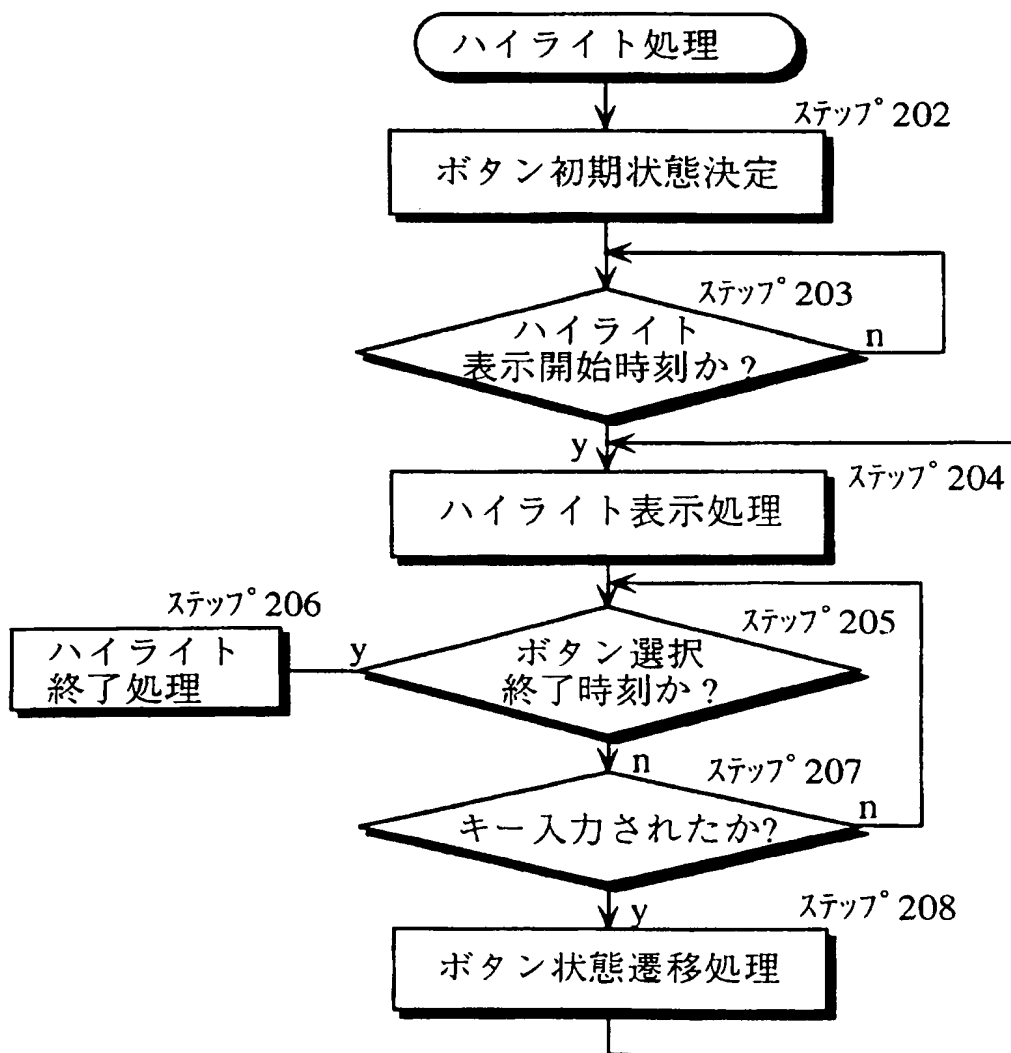 ハイライト処理
ステップ202
ボタン初期状態決定
ステップ203
ハイライト
表示開始時刻か?
n
y
ステップ204
ハイライト表示処理
ステップ206
ハイライト
終了処理
y
ステップ205
ボタン選択
終了時刻か?
n
ステップ207
キー入力されたか?
n
y
ステップ208
ボタン状態遷移処理